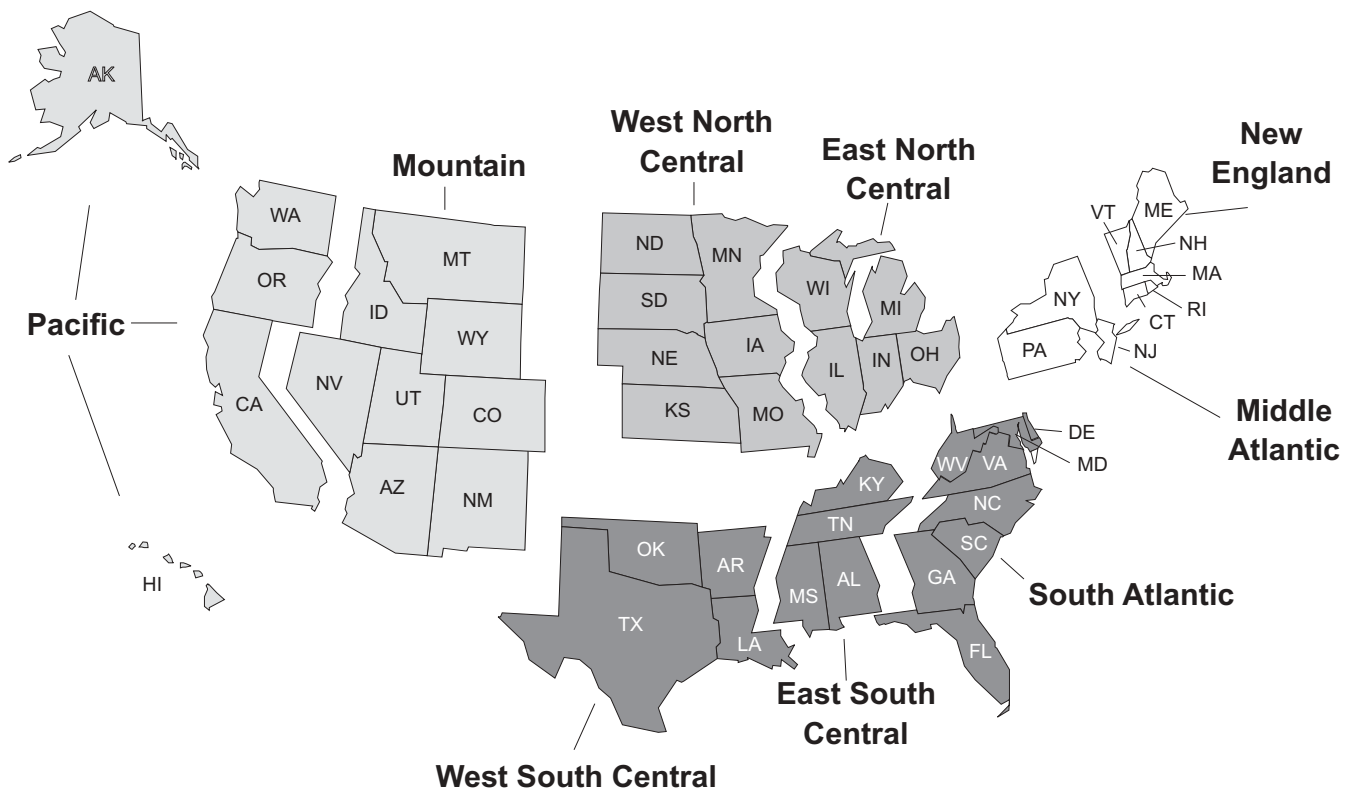 AK
West North
Central
East North
Central
New
England
Mountain
WA
OR
CA
Pacific
HI
MT
ID
WY
NV
UT
CO
AZ
NM
ND
SD
NE
KS
MN
IA
MO
WI
MI
IL
IN
OH
VT
ME
NH
MA
RI
CT
NY
PA
NJ
Middle
Atlantic
DE
MD
WV
VA
NC
SC
GA
FL
South Atlantic
KY
TN
MS
AL
East South
Central
OK
AR
TX
LA
West South Central